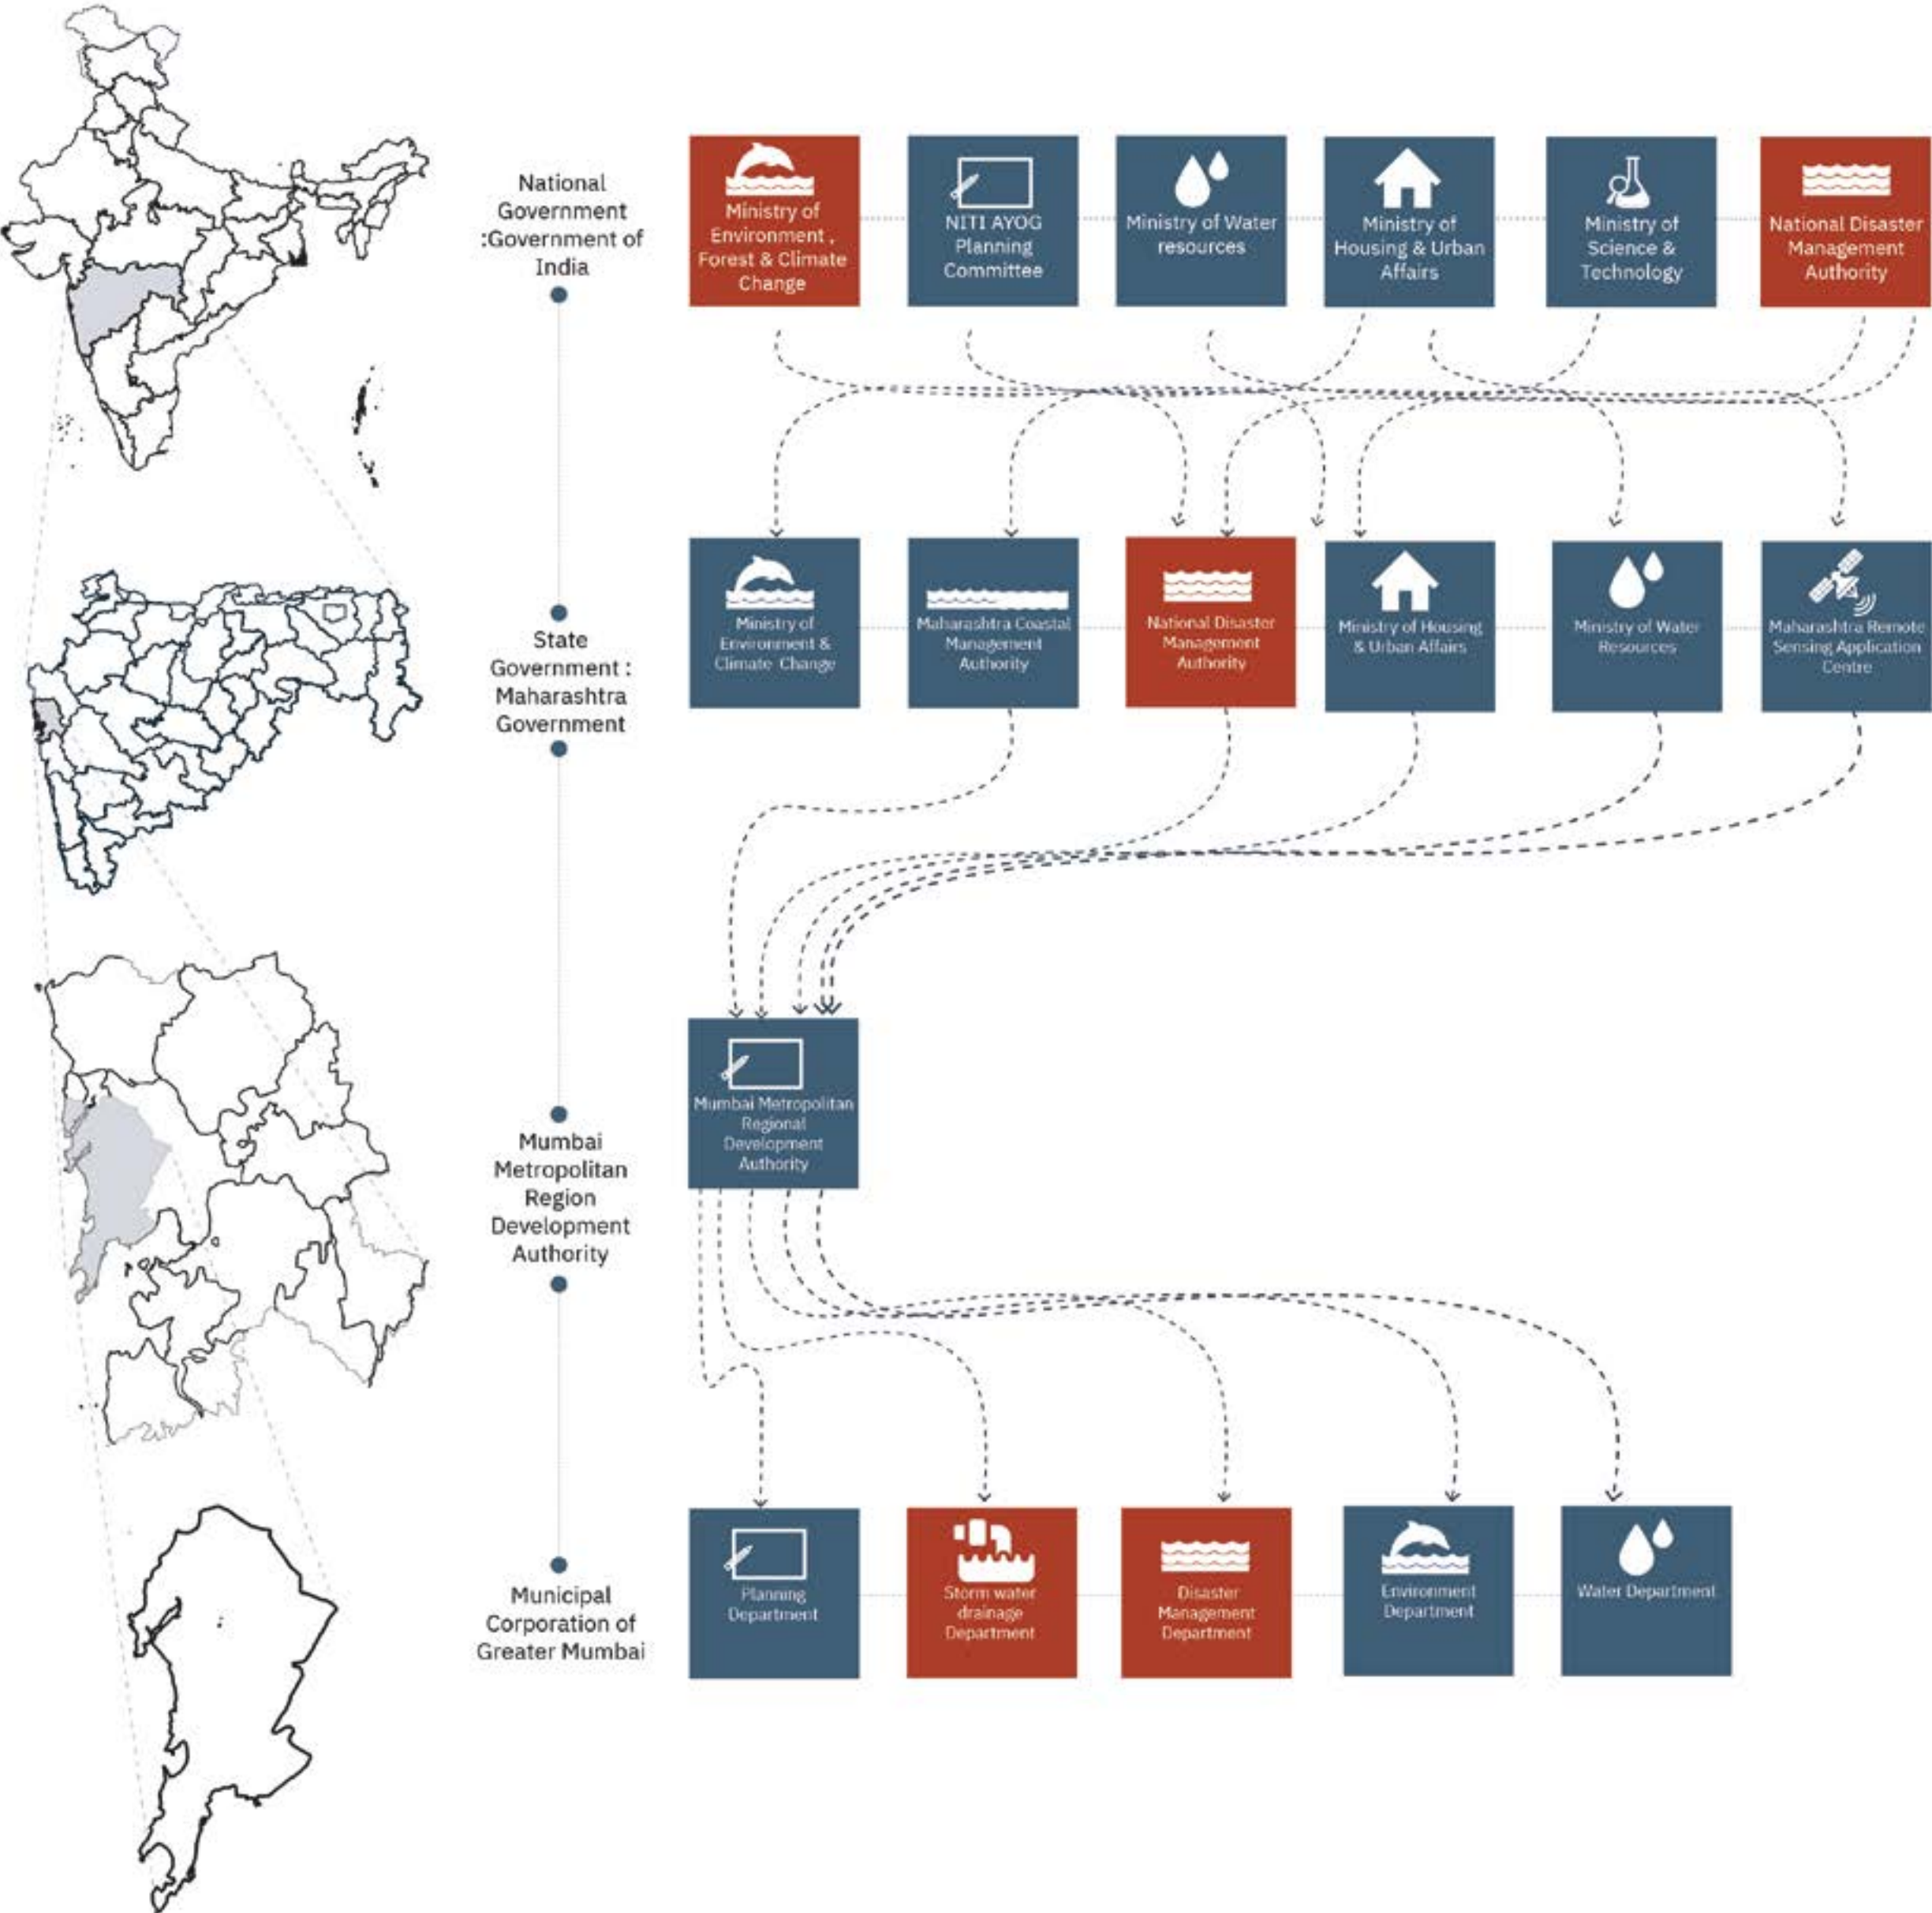 National
Government
:Government of
India
Ministry of
Environment ,
Forest & Climate
Change
NITI AYOG
Planning
Committee
Ministry of Water
resources
Ministry of
Housing & Urban
Affairs
Ministry of
Science &
Technology
National Disaster
Management
Authority
State
Government :
Maharashtra
Government
Ministry of
Environment &
Climate Change
Maharashtra Coastal
Management
Authority
National Disaster
Management
Authority
Ministry of Housing
& Urban Affairs
Ministry of Water
Resources
Maharashtra Remote
Sensing Application
Centre
Mumbai
Metropolitan
Region
Development
Authority
Mumbai Metropolitan
Regional
Development
Authority
Municipal
Corporation of
Greater Mumbai
Planning
Department
Storm water
drainage
Department
Disaster
Management
Department
Environment
Department
Water Department